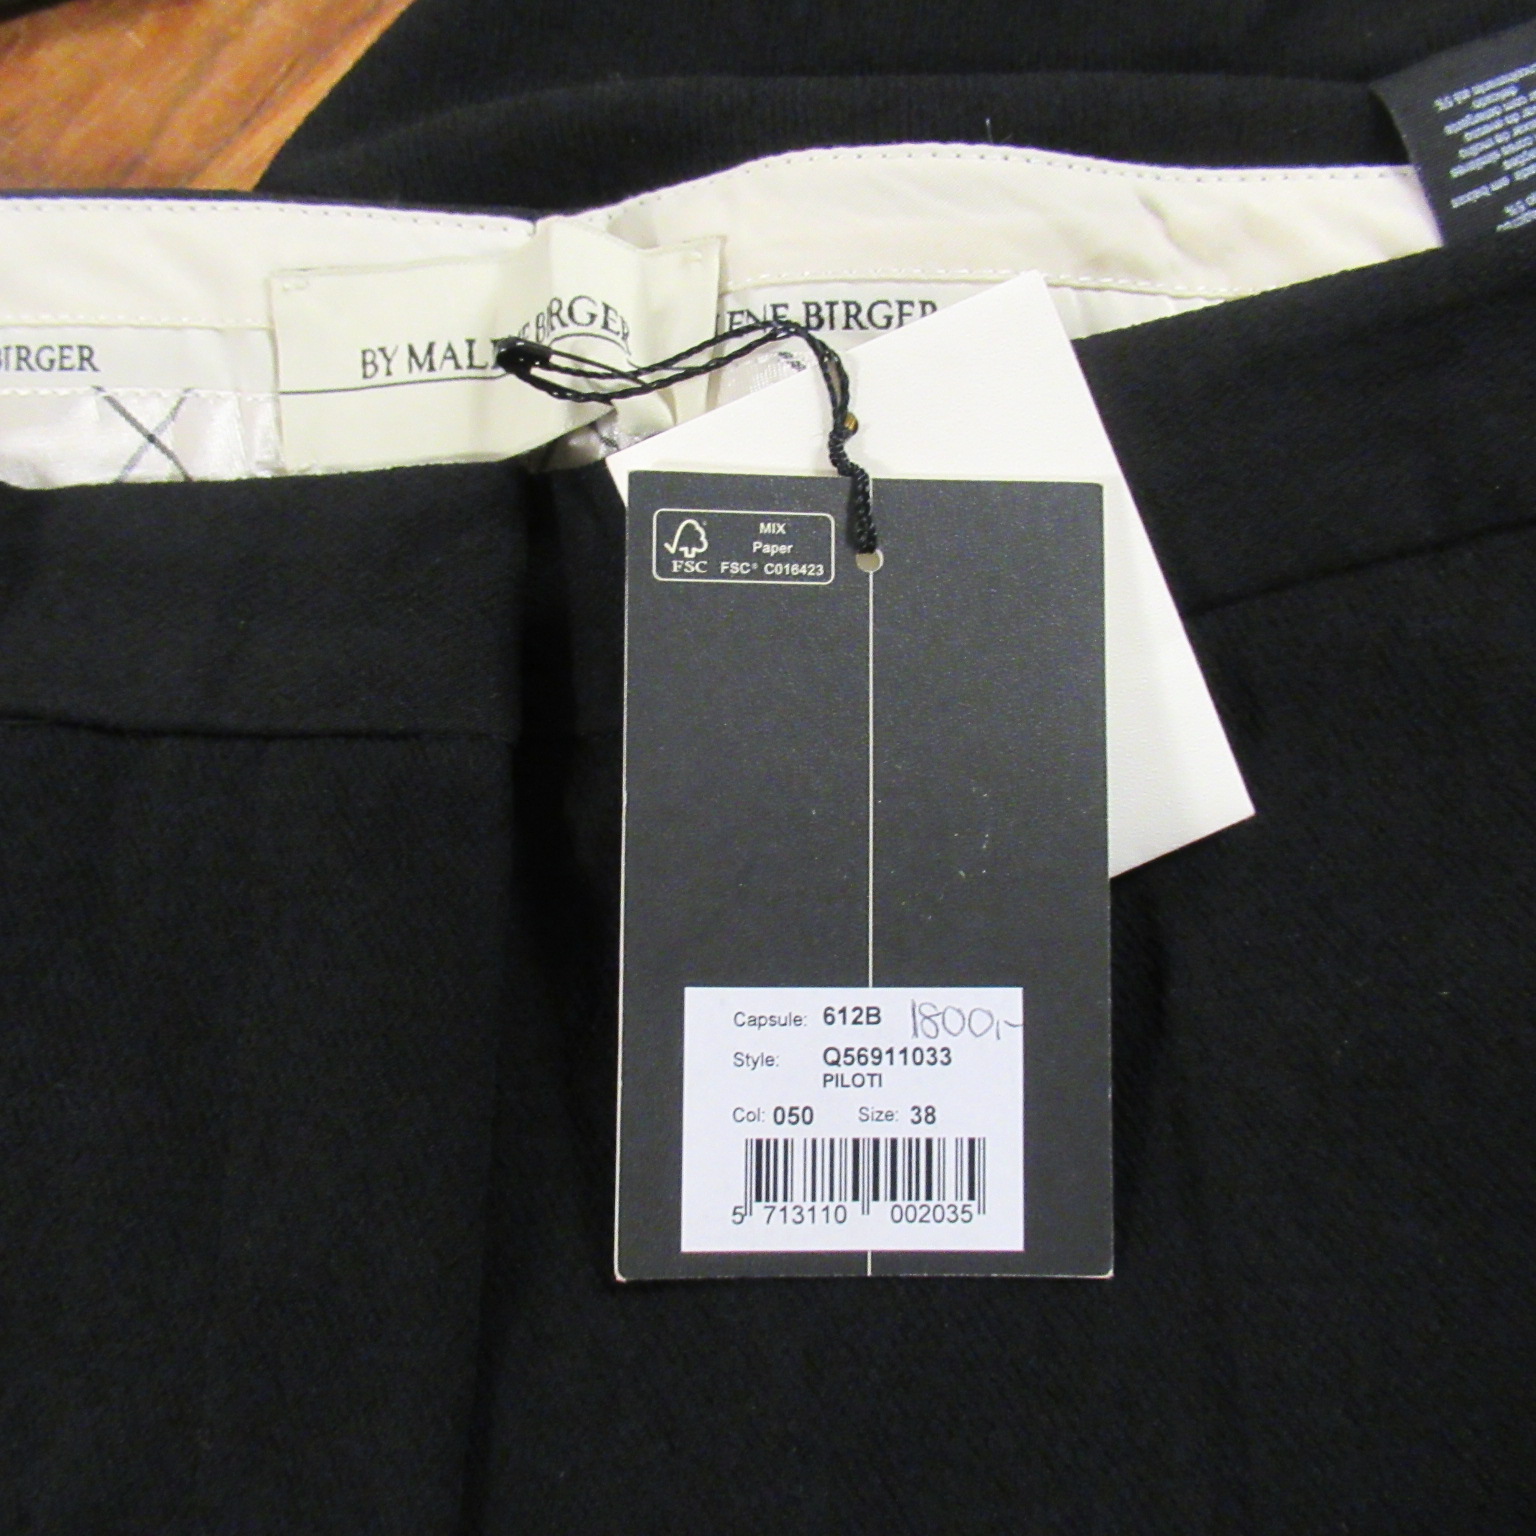 BIRGER
BY MALENE BIRGER
LENE BIRGER
MIX
Paper
FSC FSC® C016423
Capsule: 612B 1800,-
Style: Q56911033
PILOTI
Col: 050 Size: 38
5 713110 002035